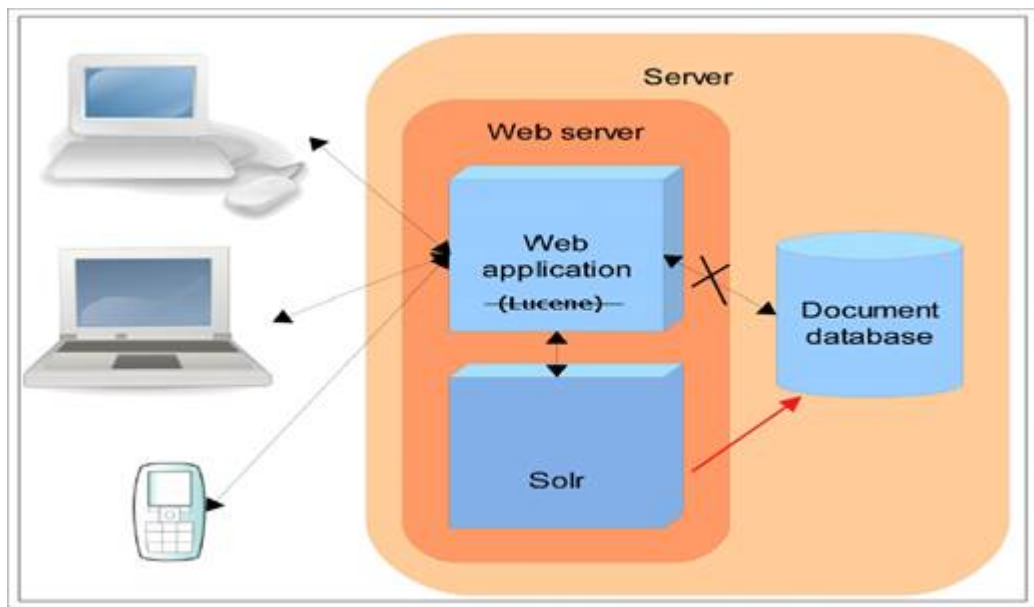 Server
Web server
Web
application
(Lucene)
Document
database
Solr